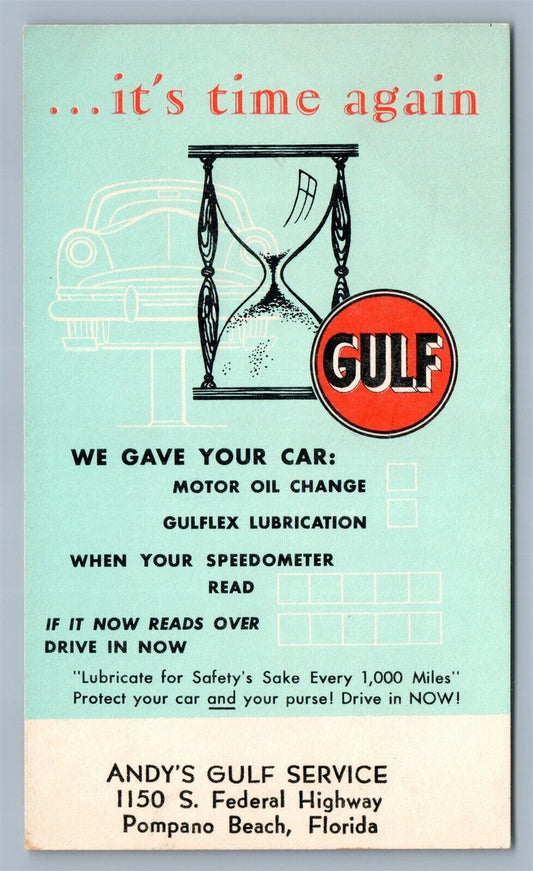 ...it's time again
GULF
WE GAVE YOUR CAR:
MOTOR OIL CHANGE
GULFLEX LUBRICATION
WHEN YOUR SPEEDOMETER
READ
IF IT NOW READS OVER
DRIVE IN NOW
"Lubricate for Safety's Sake Every 1,000 Miles"
Protect your car and your purse! Drive in NOW!
ANDY'S GULF SERVICE
1150 S. Federal Highway
Pompano Beach, Florida